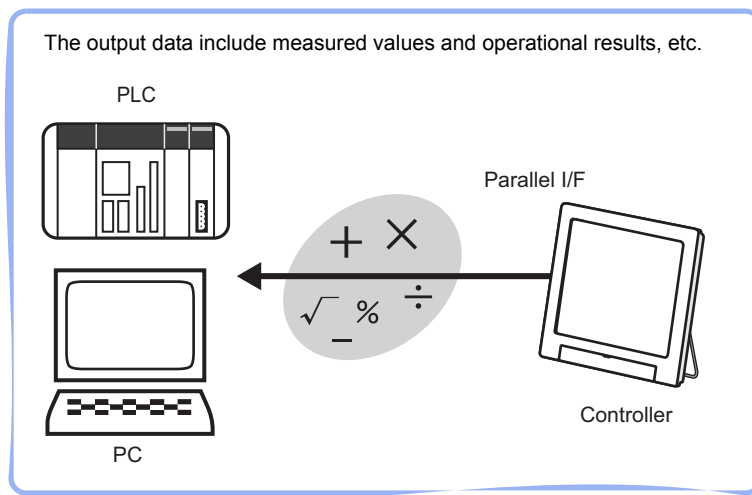 The output data include measured values and operational results, etc.
PLC
Parallel I/F
+ ×
√ % ÷
−
Controller
PC